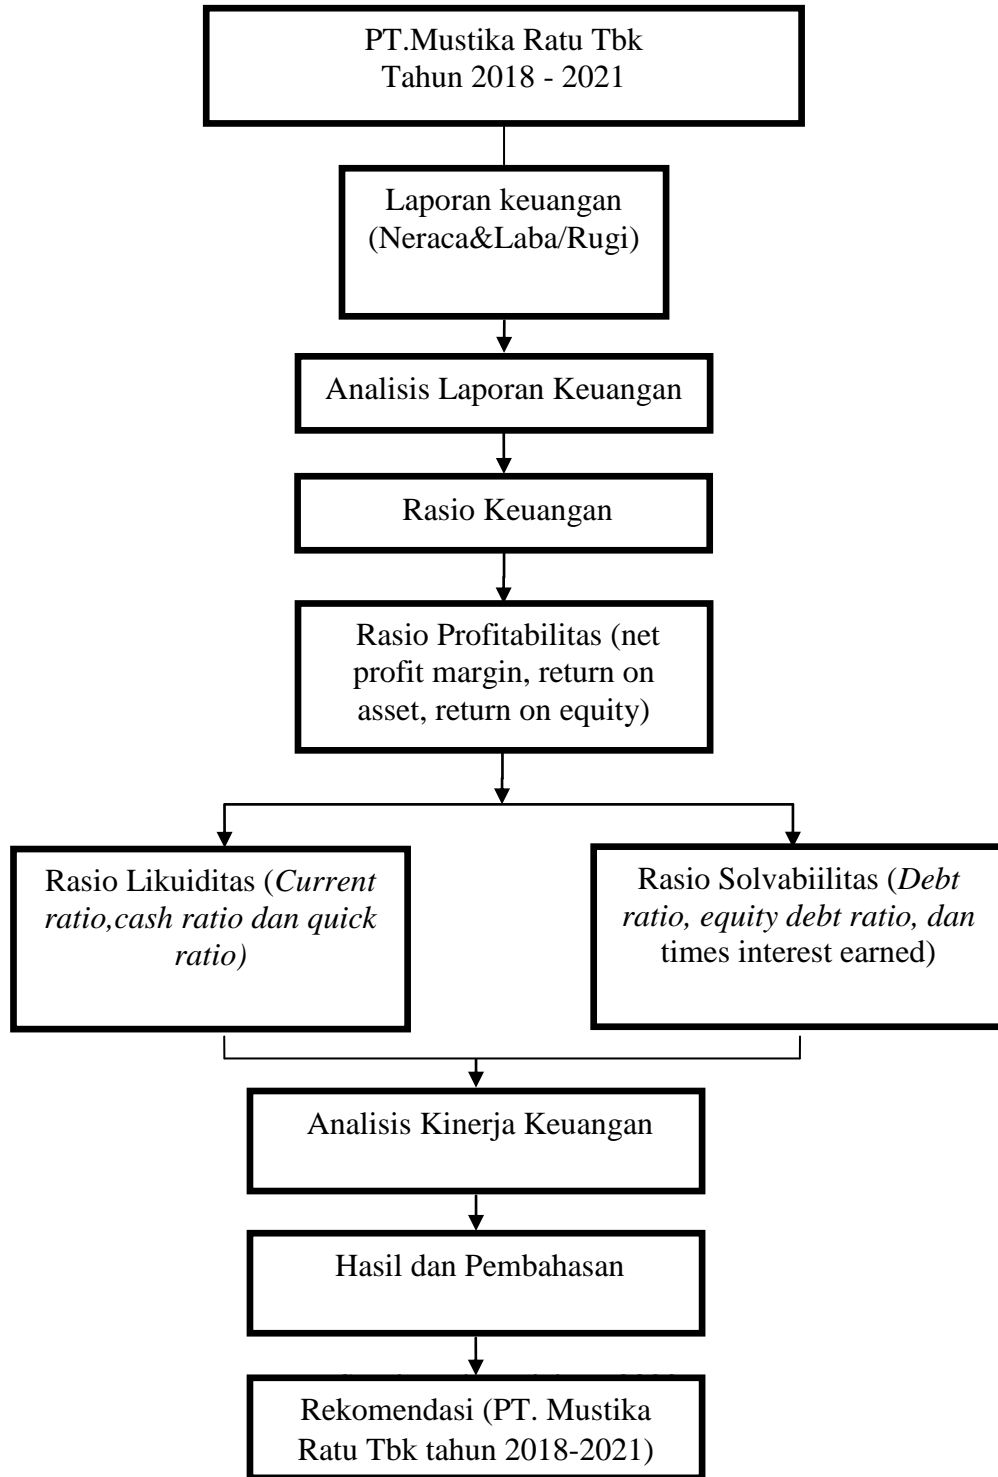 PT.Mustika Ratu Tbk
Tahun 2018 - 2021
Laporan keuangan
(Neraca&Laba/Rugi)
Analisis Laporan Keuangan
Rasio Keuangan
Rasio Profitabilitas (net
profit margin, return on
asset, return on equity)
Rasio Likuiditas (Current
ratio,cash ratio dan quick
ratio)
Rasio Solvabiilitas (Debt
ratio, equity debt ratio, dan
times interest earned)
Analisis Kinerja Keuangan
Hasil dan Pembahasan
Rekomendasi (PT. Mustika
Ratu Tbk tahun 2018-2021)